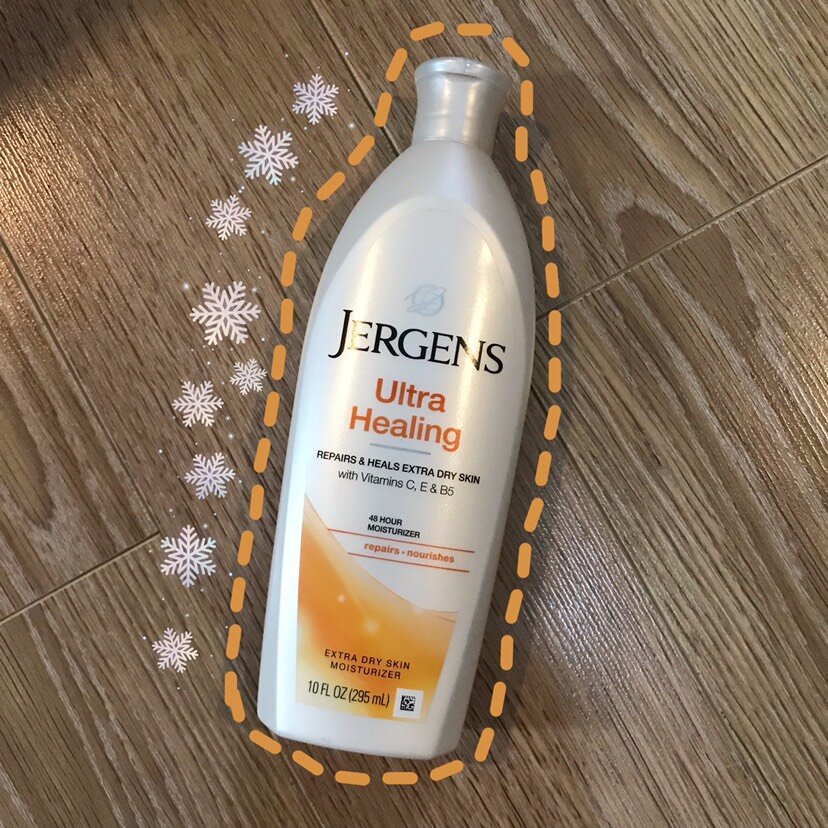 JERGENS
Ultra
Healing
REPAIRS & HEALS EXTRA DRY SKIN
with Vitamins C, E & B5
48 HOUR
MOISTURIZER
repairs - nourishes
EXTRA DRY SKIN
MOISTURIZER
10 FL OZ (295 mL)